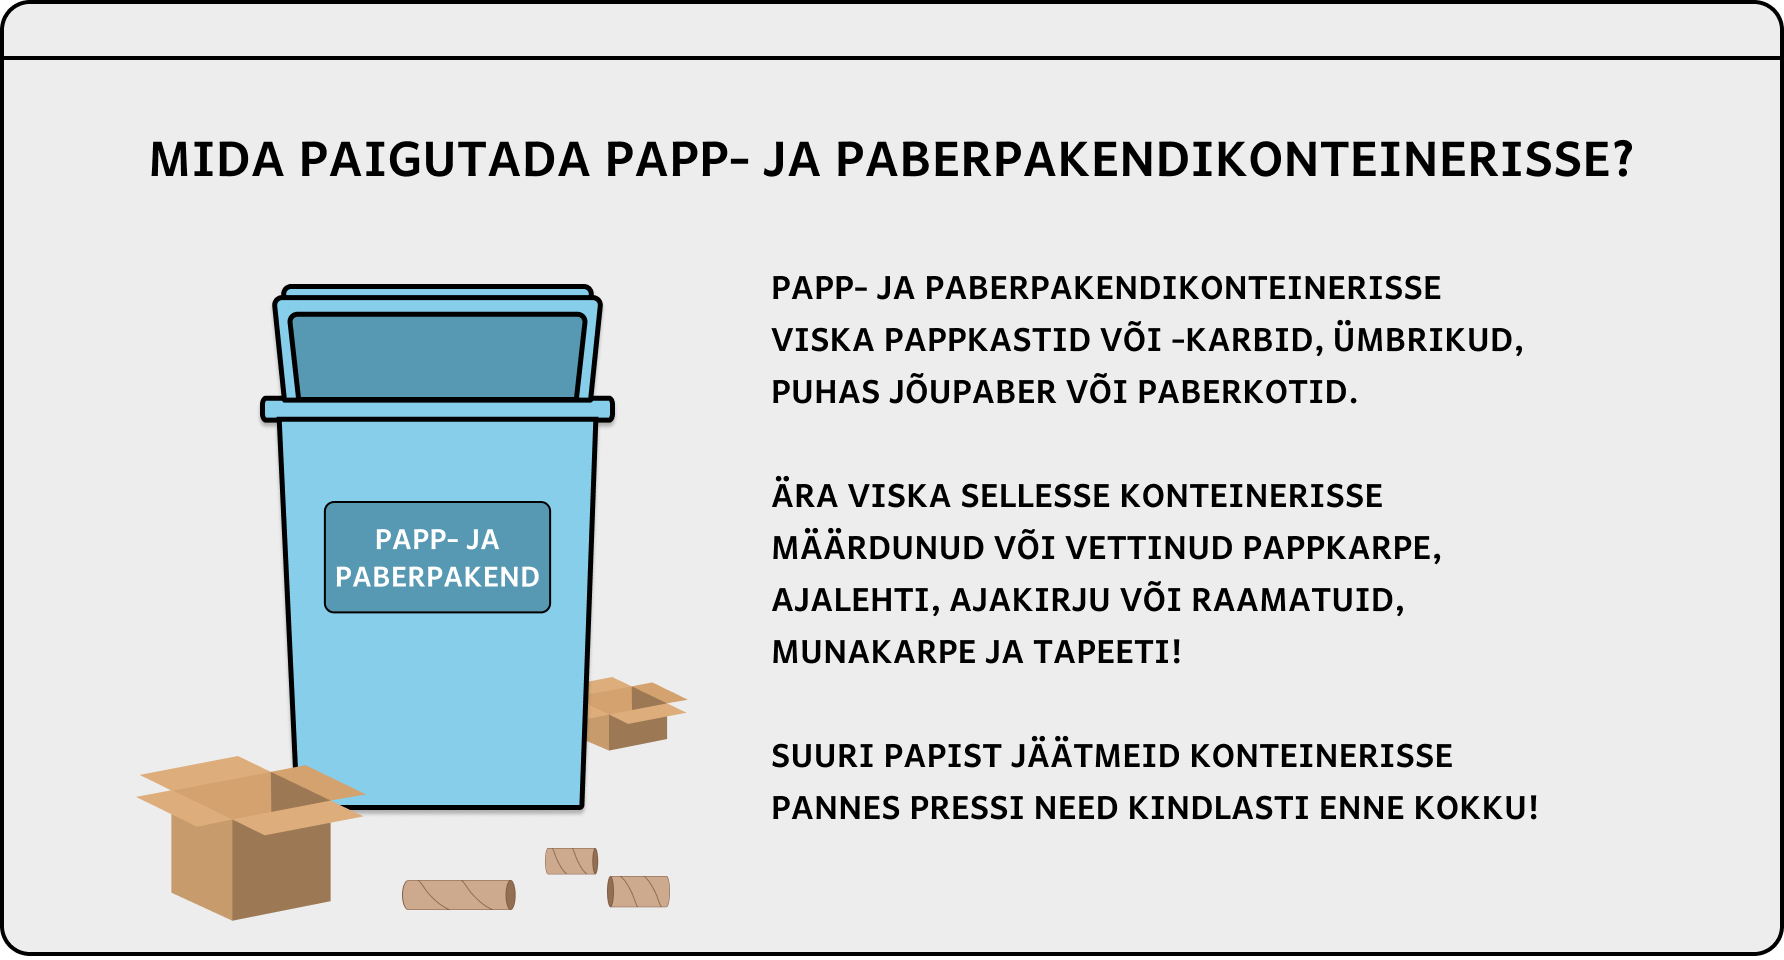 MIDA PAIGUTADA PAPP- JA PABERPAKENDIKONTEINERISSE?
PAPP- JA PABERPAKENDIKONTEINERISSE
VISKA PAPPKASTID VÕI -KARBID, ÜMBRIKUD,
PUHAS JÕUPABER VÕI PABERKOTID.
ÄRA VISKA SELLESSE KONTEINERISSE
MÄÄRDUNUD VÕI VETTINUD PAPPKARPE,
AJALEHTI, AJAKIRJU VÕI RAAMATUID,
MUNAKARPE JA TAPEETI!
SUURI PAPIST JÄÄTMEID KONTEINERISSE
PANNES PRESSI NEED KINDLASTI ENNE KOKKU!
PAPP- JA
PABERPAKEND